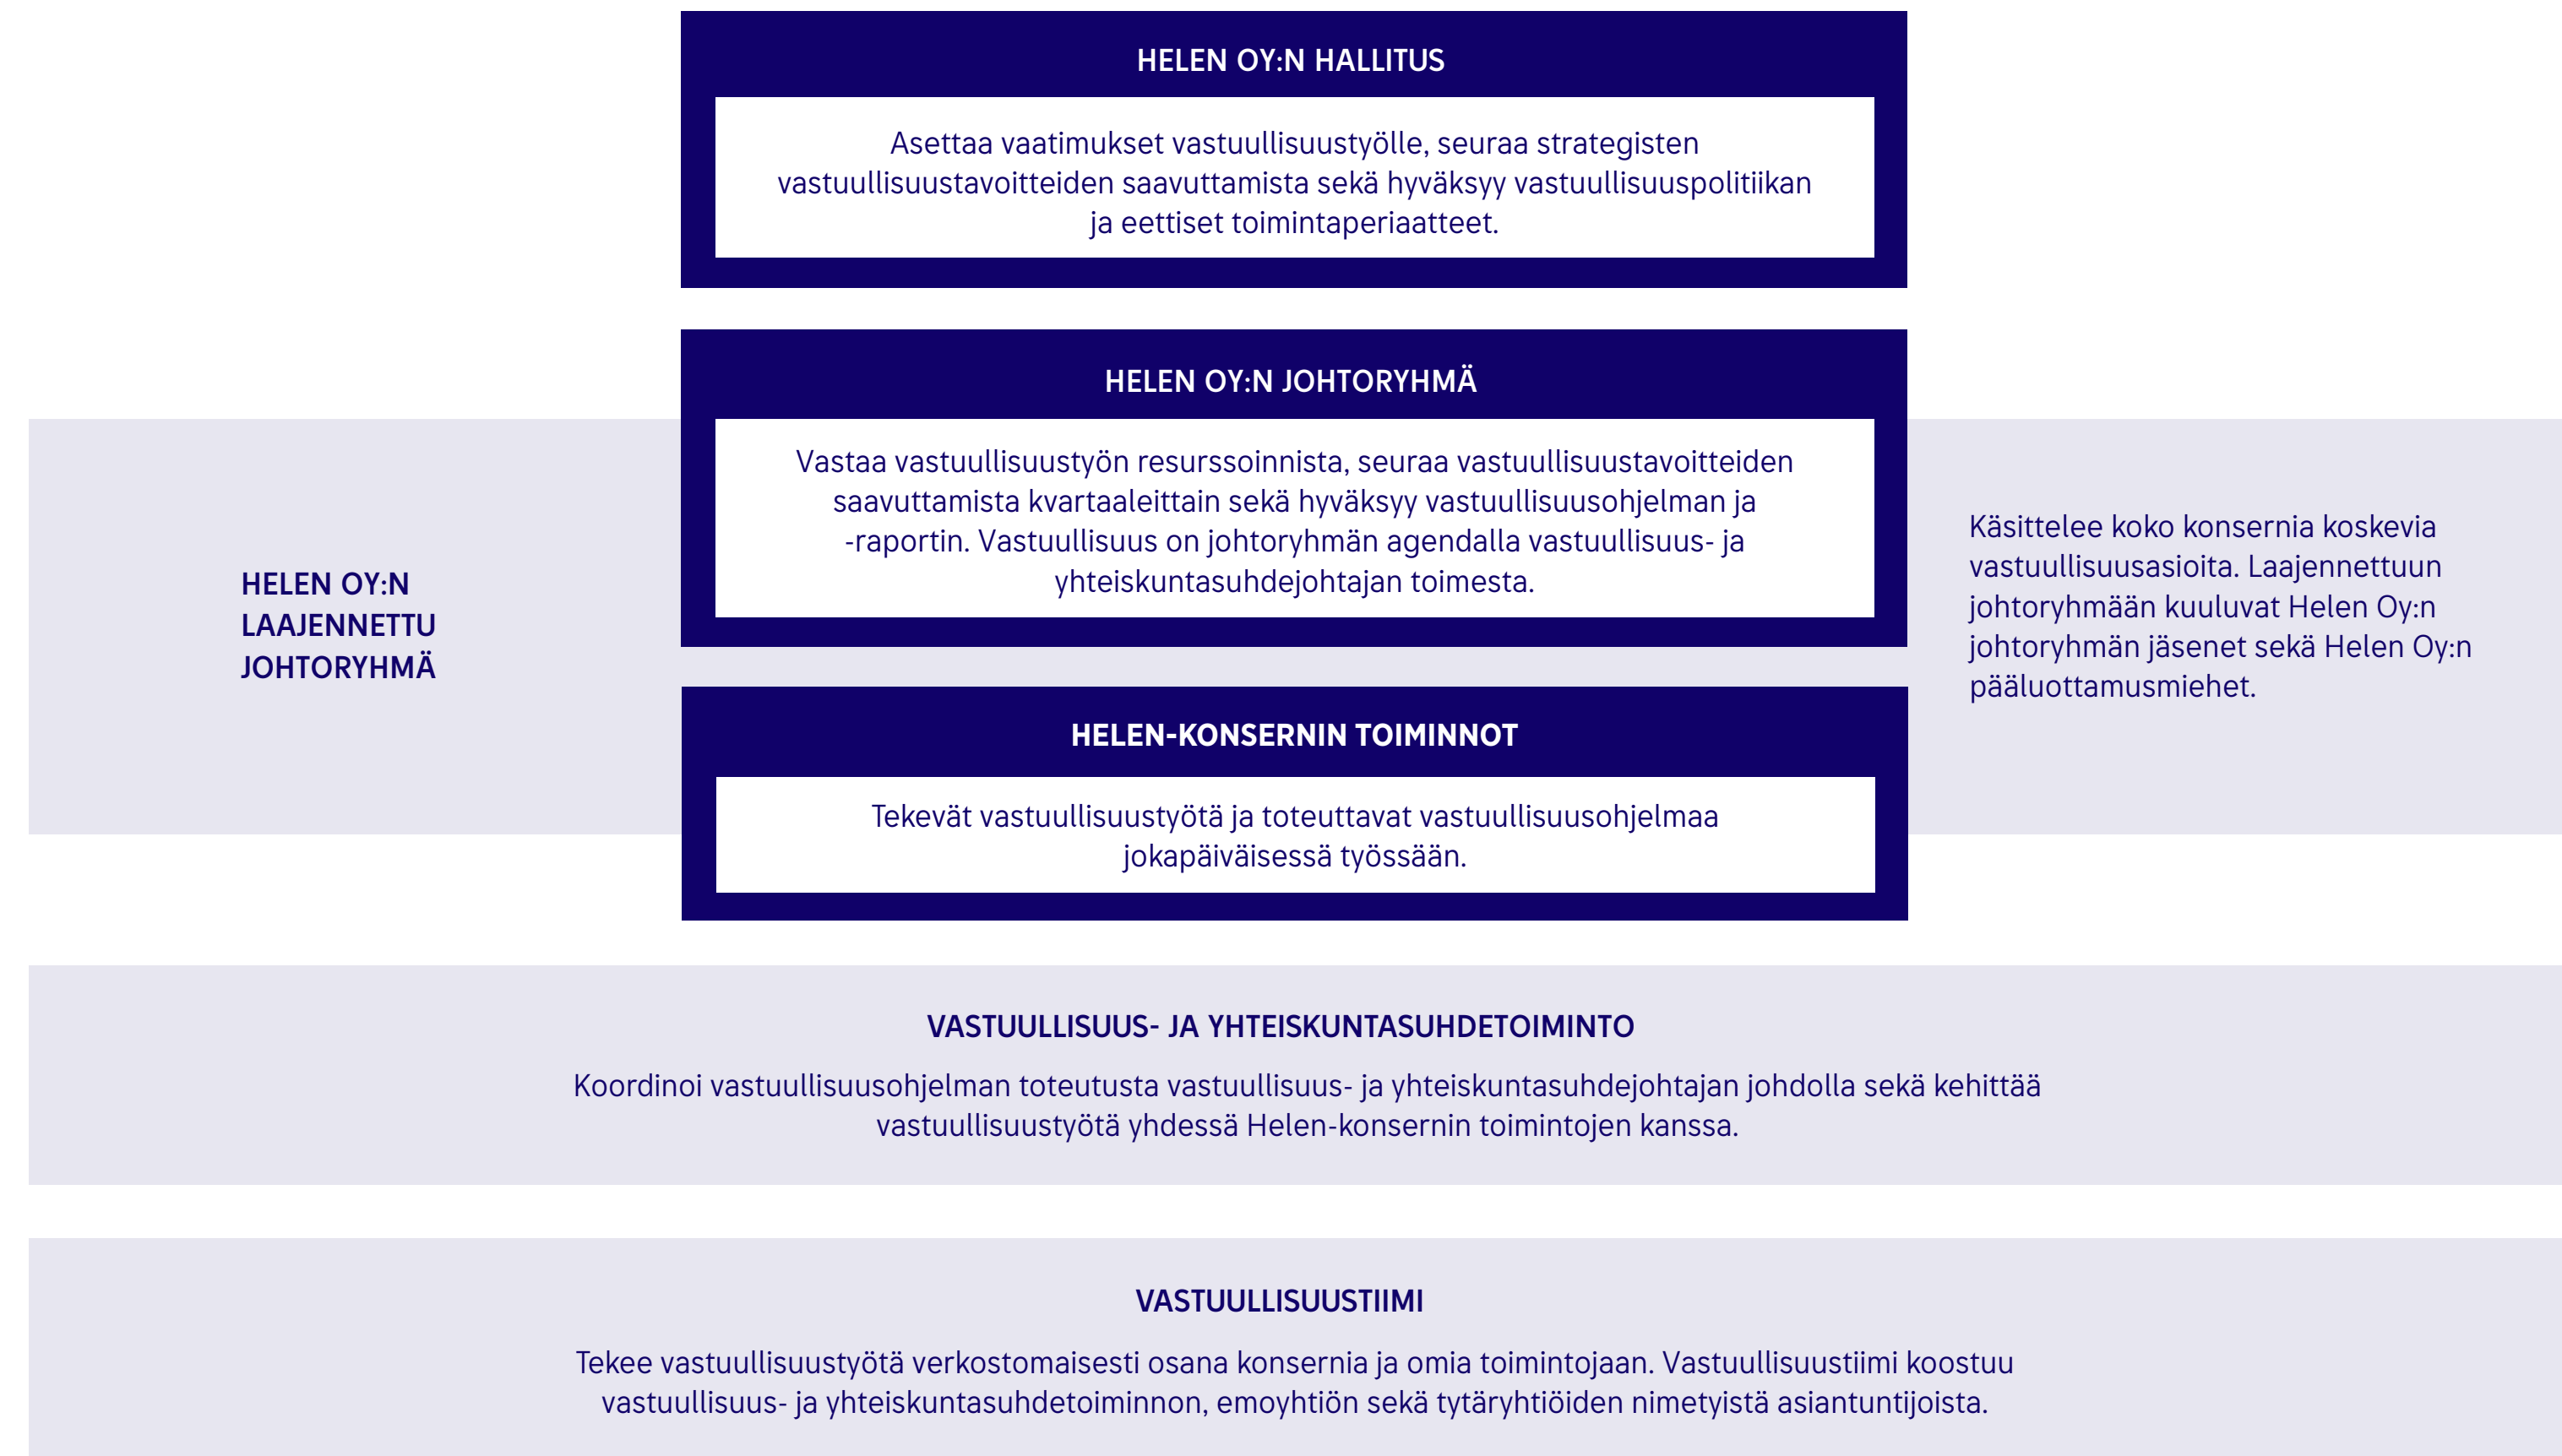 HELEN OY:N HALLITUS
Asettaa vaatimukset vastuullisuustyölle, seuraa strategisten
vastuullisuustavoitteiden saavuttamista sekä hyväksyy vastuullisuuspolitiikan
ja eettiset toimintaperiaatteet.
HELEN OY:N JOHTORYHMÄ
Vastaa vastuullisuustyön resurssoinnista, seuraa vastuullisuustavoitteiden
saavuttamista kvartaaleittain sekä hyväksyy vastuullisuusohjelman ja
-raportin. Vastuullisuus on johtoryhmän agendalla vastuullisuus- ja
yhteiskuntasuhdejohtajan toimesta.
HELEN OY:N
LAAJENNETTU
JOHTORYHMÄ
Käsittelee koko konsernia koskevia
vastuullisuusasioita. Laajennettuun
johtoryhmään kuuluvat Helen Oy:n
johtoryhmän jäsenet sekä Helen Oy:n
pääluottamusmiehet.
HELEN-KONSERNIN TOIMINNOT
Tekevät vastuullisuustyötä ja toteuttavat vastuullisuusohjelmaa
jokapäiväisessä työssään.
VASTUULLISUUS- JA YHTEISKUNTASUHDETOIMINTO
Koordinoi vastuullisuusohjelman toteutusta vastuullisuus- ja yhteiskuntasuhdejohtajan johdolla sekä kehittää
vastuullisuustyötä yhdessä Helen-konsernin toimintojen kanssa.
VASTUULLISUUSTIIMI
Tekee vastuullisuustyötä verkostomaisesti osana konsernia ja omia toimintojaan. Vastuullisuustiimi koostuu
vastuullisuus- ja yhteiskuntasuhdetoiminnon, emoyhtiön sekä tytäryhtiöiden nimetyistä asiantuntijoista.